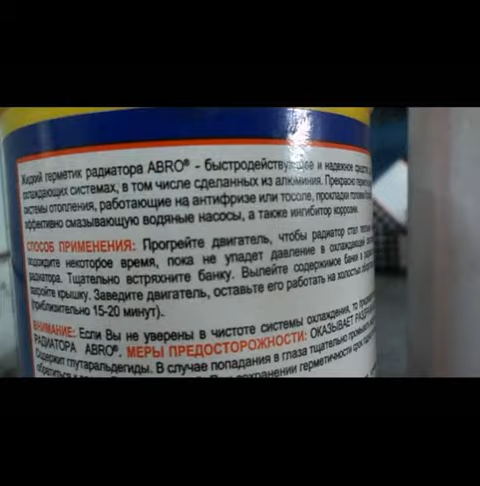 Жидкий герметик радиатора ABRO® - быстродействующее и надежное
охлаждающих системах, в том числе сделанных из алюминия. Прекрасно
системы отопления, работающие на антифризе или тосоле, прокладки
эффективно смазывающую водяные насосы, а также ингибитор коррозии.
СПОСОБ ПРИМЕНЕНИЯ: Прогрейте двигатель, чтобы радиатор стал
подождите некоторое время, пока не упадет давление в охлаждающей
радиатора. Тщательно встряхните банку. Вылейте содержимое банки в
закройте крышку. Заведите двигатель, оставьте его работать на холостых
(приблизительно 15-20 минут).
ВНИМАНИЕ: Если Вы не уверены в чистоте системы охлаждения, то
РАДИАТОРА ABRO®. МЕРЫ ПРЕДОСТОРОЖНОСТИ: ОКАЗЫВАЕТ
Содержит глутаральдегиды. В случае попадания в глаза тщательно
сохранении герметичности